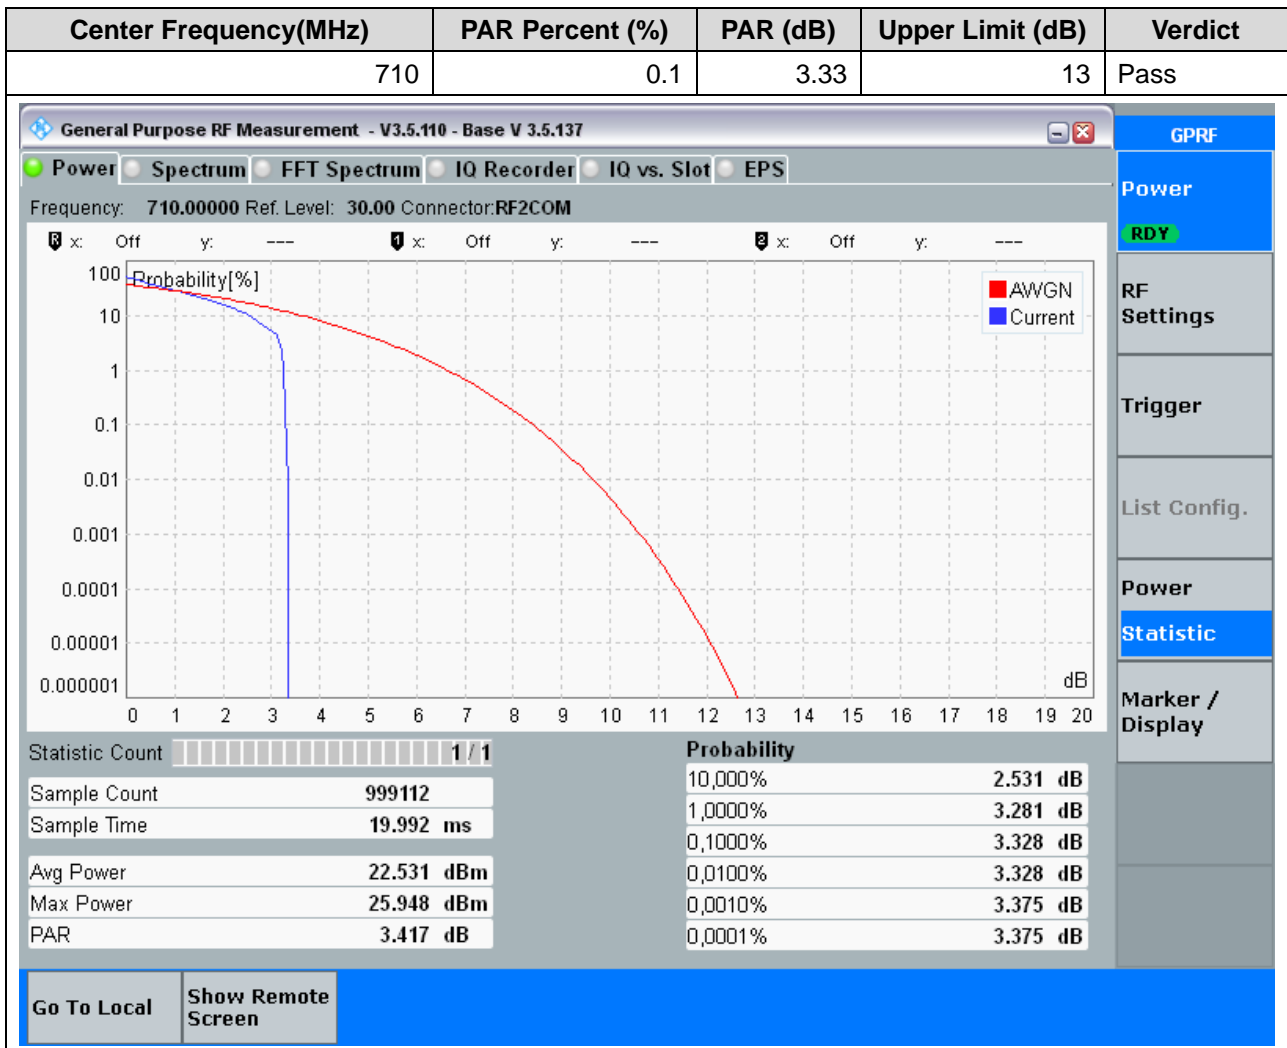 Center Frequency(MHz) PAR Percent (%) PAR (dB) Upper Limit (dB) Verdict
710 0.1 3.33 13 Pass
General Purpose RF Measurement - V3.5.110 - Base V 3.5.137
GPRF
Power Spectrum FFT Spectrum IQ Recorder IQ vs. Slot EPS
Power
RDY
Frequency: 710.00000 Ref. Level: 30.00 Connector:RF2COM
R x: Off y: --- 1 x: Off y: --- 2 x: Off y: ---
Probability[%]
AWGN
Current
100
10
1
0.1
0.01
0.001
0.0001
0.00001
0.000001
dB
0 1 2 3 4 5 6 7 8 9 10 11 12 13 14 15 16 17 18 19 20
RF
Settings
Trigger
List Config.
Power
Statistic
Marker /
Display
Statistic Count 1 / 1
Sample Count 999112
Sample Time 19.992 ms
Avg Power 22.531 dBm
Max Power 25.948 dBm
PAR 3.417 dB
Probability
10,000% 2.531 dB
1,0000% 3.281 dB
0,1000% 3.328 dB
0,0100% 3.328 dB
0,0010% 3.375 dB
0,0001% 3.375 dB
Go To Local
Show Remote
Screen